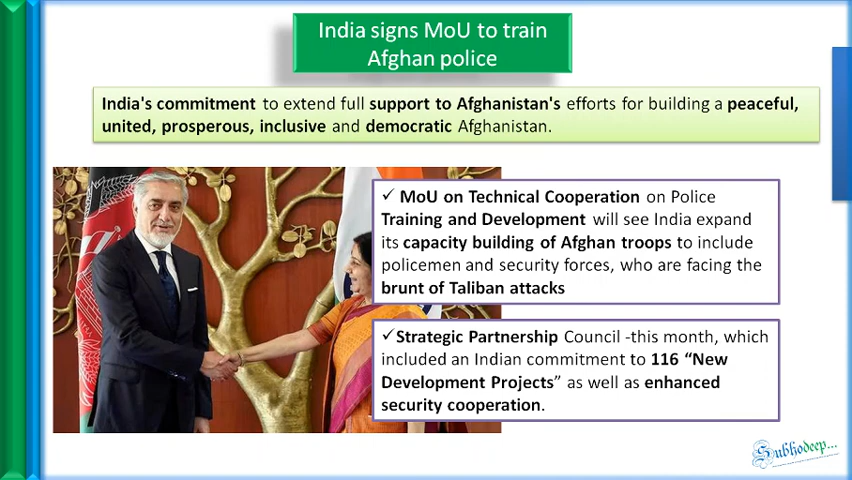 India signs MoU to train
Afghan police
India's commitment to extend full support to Afghanistan's efforts for building a peaceful,
united, prosperous, inclusive and democratic Afghanistan.
✓ MoU on Technical Cooperation on Police
Training and Development will see India expand
its capacity building of Afghan troops to include
policemen and security forces, who are facing the
brunt of Taliban attacks
✓Strategic Partnership Council -this month, which
included an Indian commitment to 116 “New
Development Projects” as well as enhanced
security cooperation.
Subhodeep...